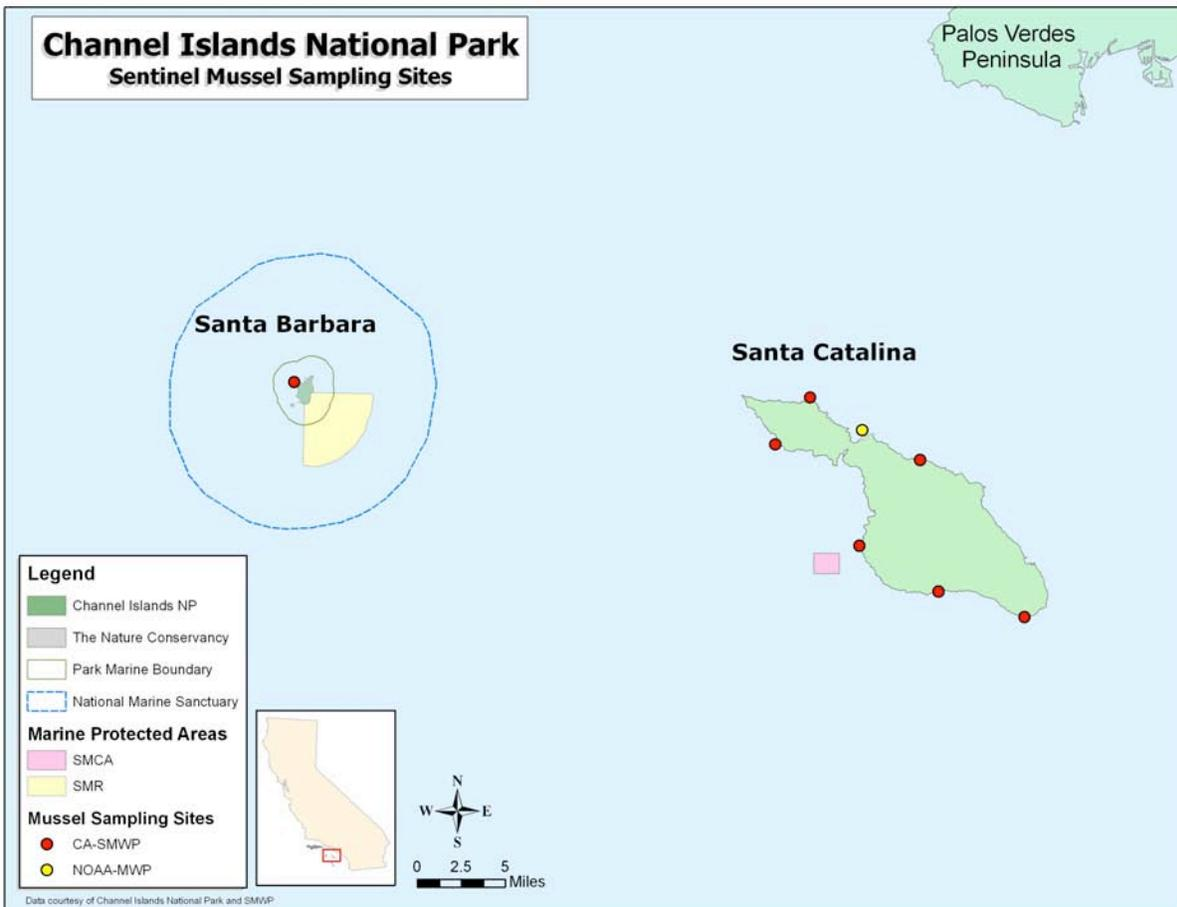 Channel Islands National Park
Sentinel Mussel Sampling Sites
Palos Verdes
Peninsula
Santa Barbara
Santa Catalina
Legend
Channel Islands NP
The Nature Conservancy
Park Marine Boundary
National Marine Sanctuary
Marine Protected Areas
SMCA
SMR
Mussel Sampling Sites
CA-SMWP
NOAA-MWP
N
W E
S
0 2.5 5
Miles
Data courtesy of Channel Islands National Park and SMWP